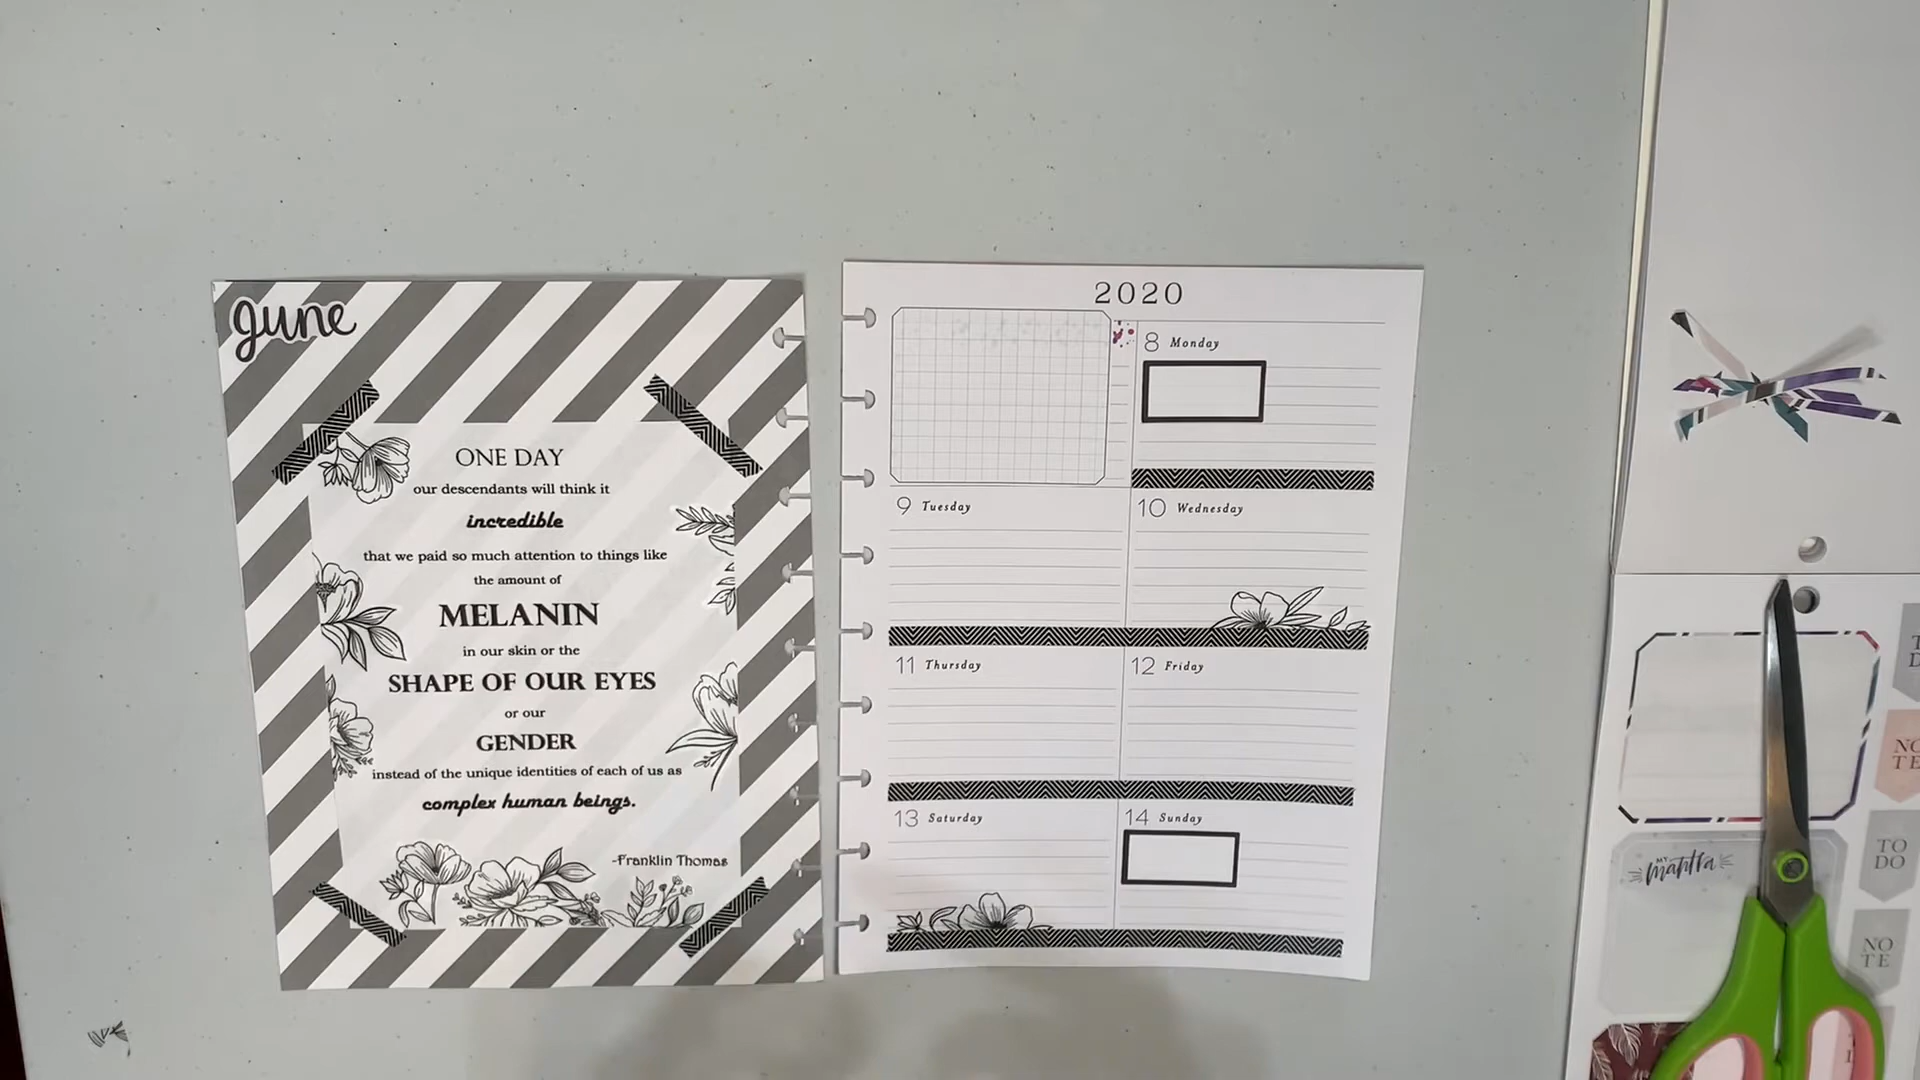 June
ONE DAY
our descendants will think it
incredible
that we paid so much attention to things like
the amount of
MELANIN
in our skin or the
SHAPE OF OUR EYES
or our
GENDER
instead of the unique identities of each of us as
complex human beings.
-Franklin Thomas
2020
8 Monday
9 Tuesday
10 Wednesday
11 Thursday
12 Friday
13 Saturday
14 Sunday
MY
mantra
NO
TE
TO
DO
NO
TE